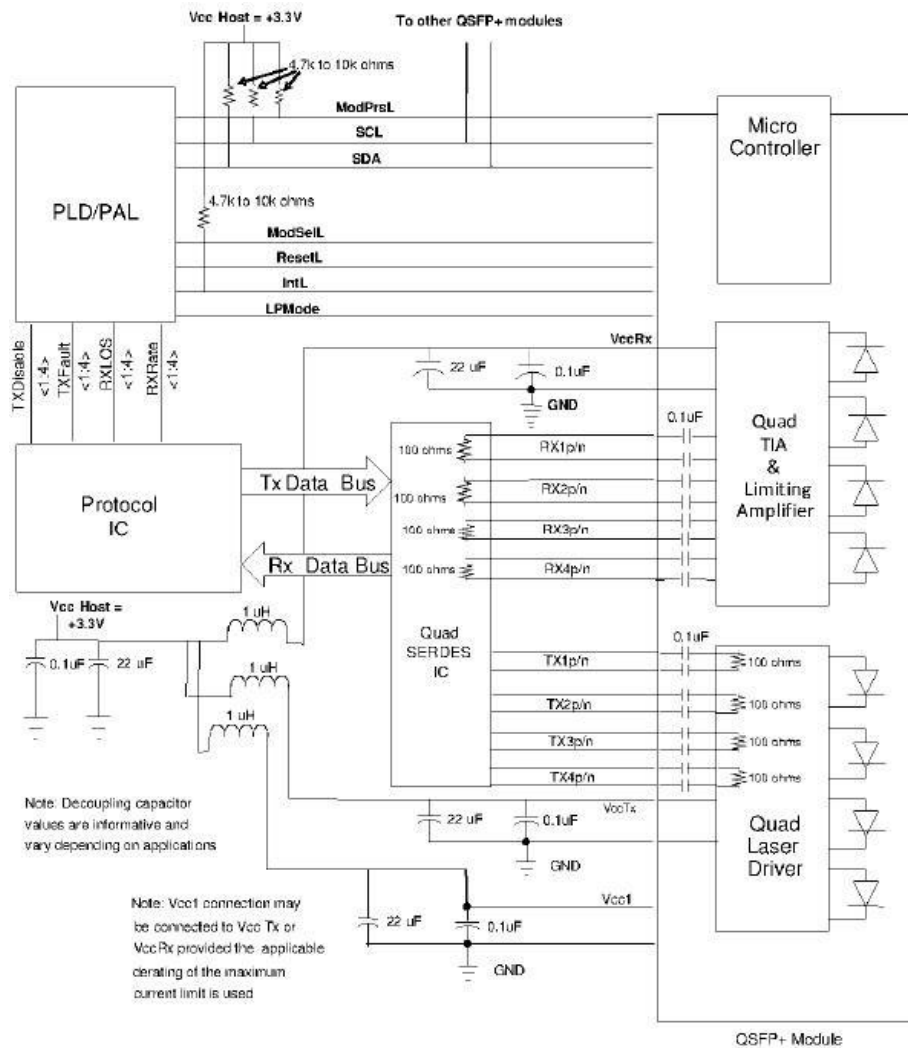 Vcc Host = +3.3V
To other QSFP+ modules
4.7k to 10k ohms
ModPrsL
SCL
SDA
PLD/PAL
4.7k to 10k ohms
ModSelL
ResetL
IntL
LPMode
Micro
Controller
TXDisable
<1:4>
TXFault
<1:4>
RXLOS
<1:4>
RXRate
<1:4>
VccRx
22 uF
0.1uF
GND
0.1uF
Quad
TIA
&
Limiting
Amplifier
100 ohms
RX1p/n
100 ohms
RX2p/n
100 ohms
RX3p/n
100 ohms
RX4p/n
Tx Data Bus
Protocol
IC
Rx Data Bus
Vcc Host =
+3.3V
0.1uF
22 uF
1 uH
1uH
1 uH
Quad
SERDES
IC
0.1uF
TX1p/n
100 ohms
TX2p/n
100 ohms
TX3p/n
100 ohms
TX4p/n
100 ohms
Quad
Laser
Driver
VccTx
22 uF
0.1uF
GND
Note: Decoupling capacitor
values are informative and
vary depending on applications
Vcc1
22 uF
0.1uF
GND
Note: Vcc1 connection may
be connected to Vcc Tx or
Vcc Rx provided the applicable
derating of the maximum
current limit is used
QSFP+ Module